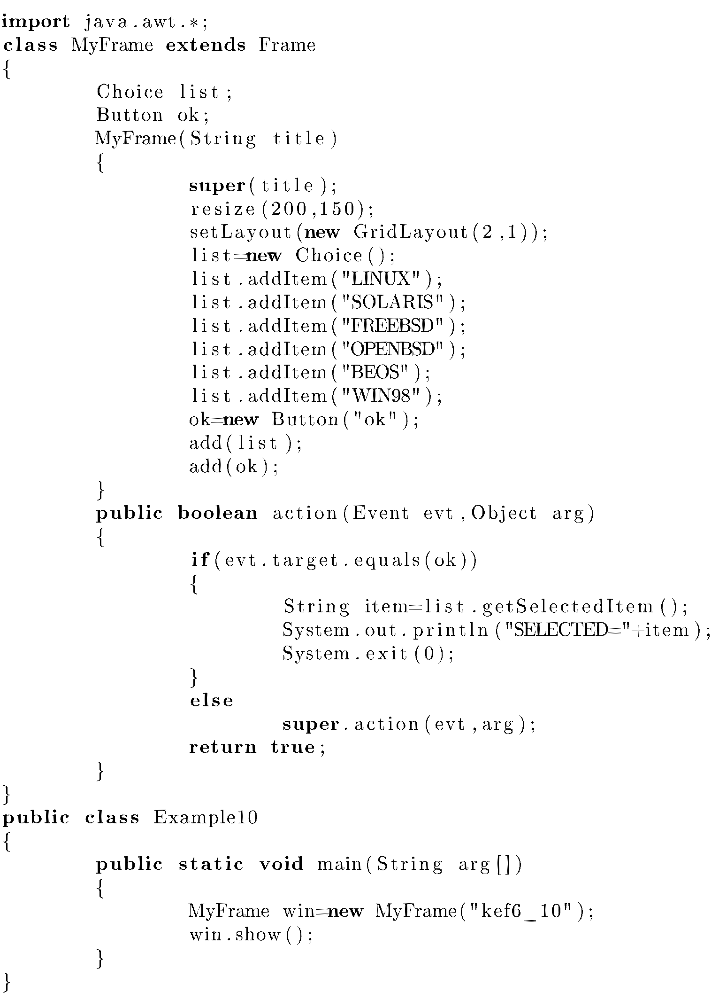 import java.awt.*;
class MyFrame extends Frame
{
        Choice list;
        Button ok;
        MyFrame(String title)
        {
                super(title);
                resize(200,150);
                setLayout(new GridLayout(2,1));
                list=new Choice();
                list.addItem("LINUX");
                list.addItem("SOLARIS");
                list.addItem("FREEBSD");
                list.addItem("OPENBSD");
                list.addItem("BEOS");
                list.addItem("WIN98");
                ok=new Button("ok");
                add(list);
                add(ok);
        }
        public boolean action(Event evt,Object arg)
        {
                if(evt.target.equals(ok))
                {
                        String item=list.getSelectedItem();
                        System.out.println("SELECTED="+item);
                        System.exit(0);
                }
                else
                        super.action(evt,arg);
                return true;
        }
}
public class Example10
{
        public static void main(String arg[])
        {
                MyFrame win=new MyFrame("kef6_10");
                win.show();
        }
}